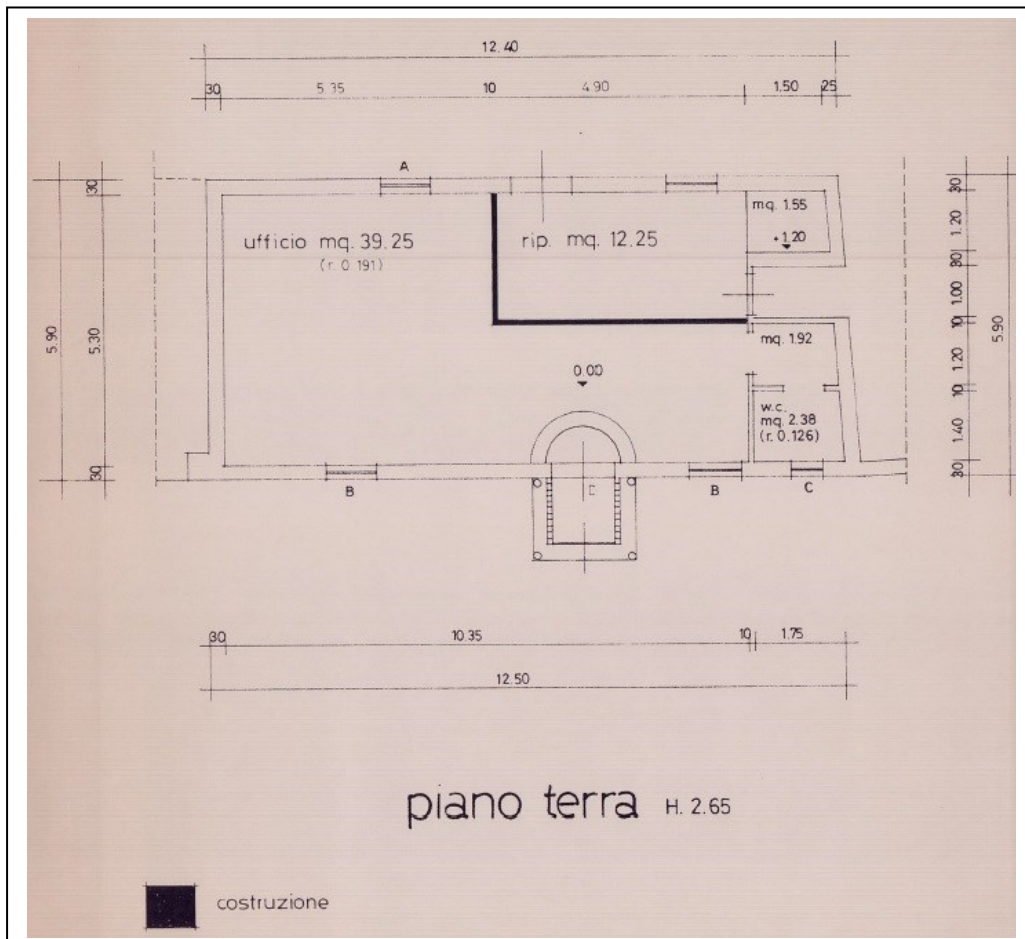 12.40
30 5.35 10 4.90 1.50 25
A
ufficio mq. 39.25
(r. 0.191)
rip. mq. 12.25
mq. 1.55
+1.20
mq. 1.92
0.00
w.c.
mq. 2.38
(r. 0.126)
B
B
C
5.90
30
5.30
30
30
1.20
30
1.00
10
1.20
10
1.40
30
5.90
30 10.35 10 1.75
12.50
piano terra H. 2.65
costruzione